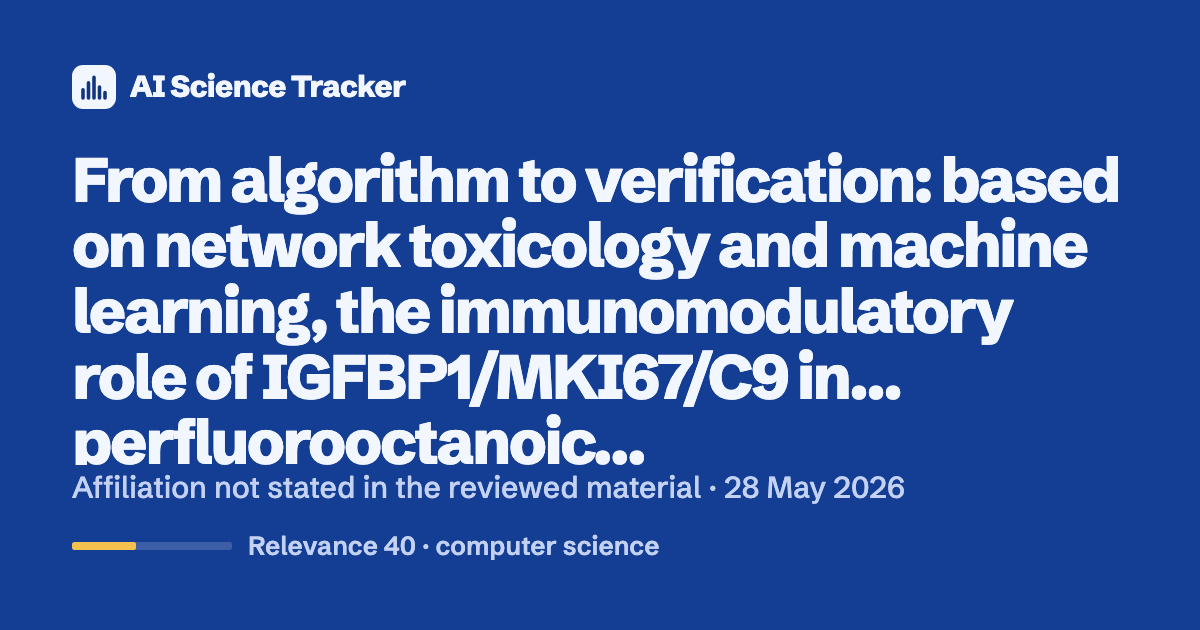 AI Science Tracker
From algorithm to verification: based
on network toxicology and machine
learning, the immunomodulatory
role of IGFBP1/MKI67/C9 in...
perfluorooctanoic...
Affiliation not stated in the reviewed material · 28 May 2026
Relevance 40 · computer science